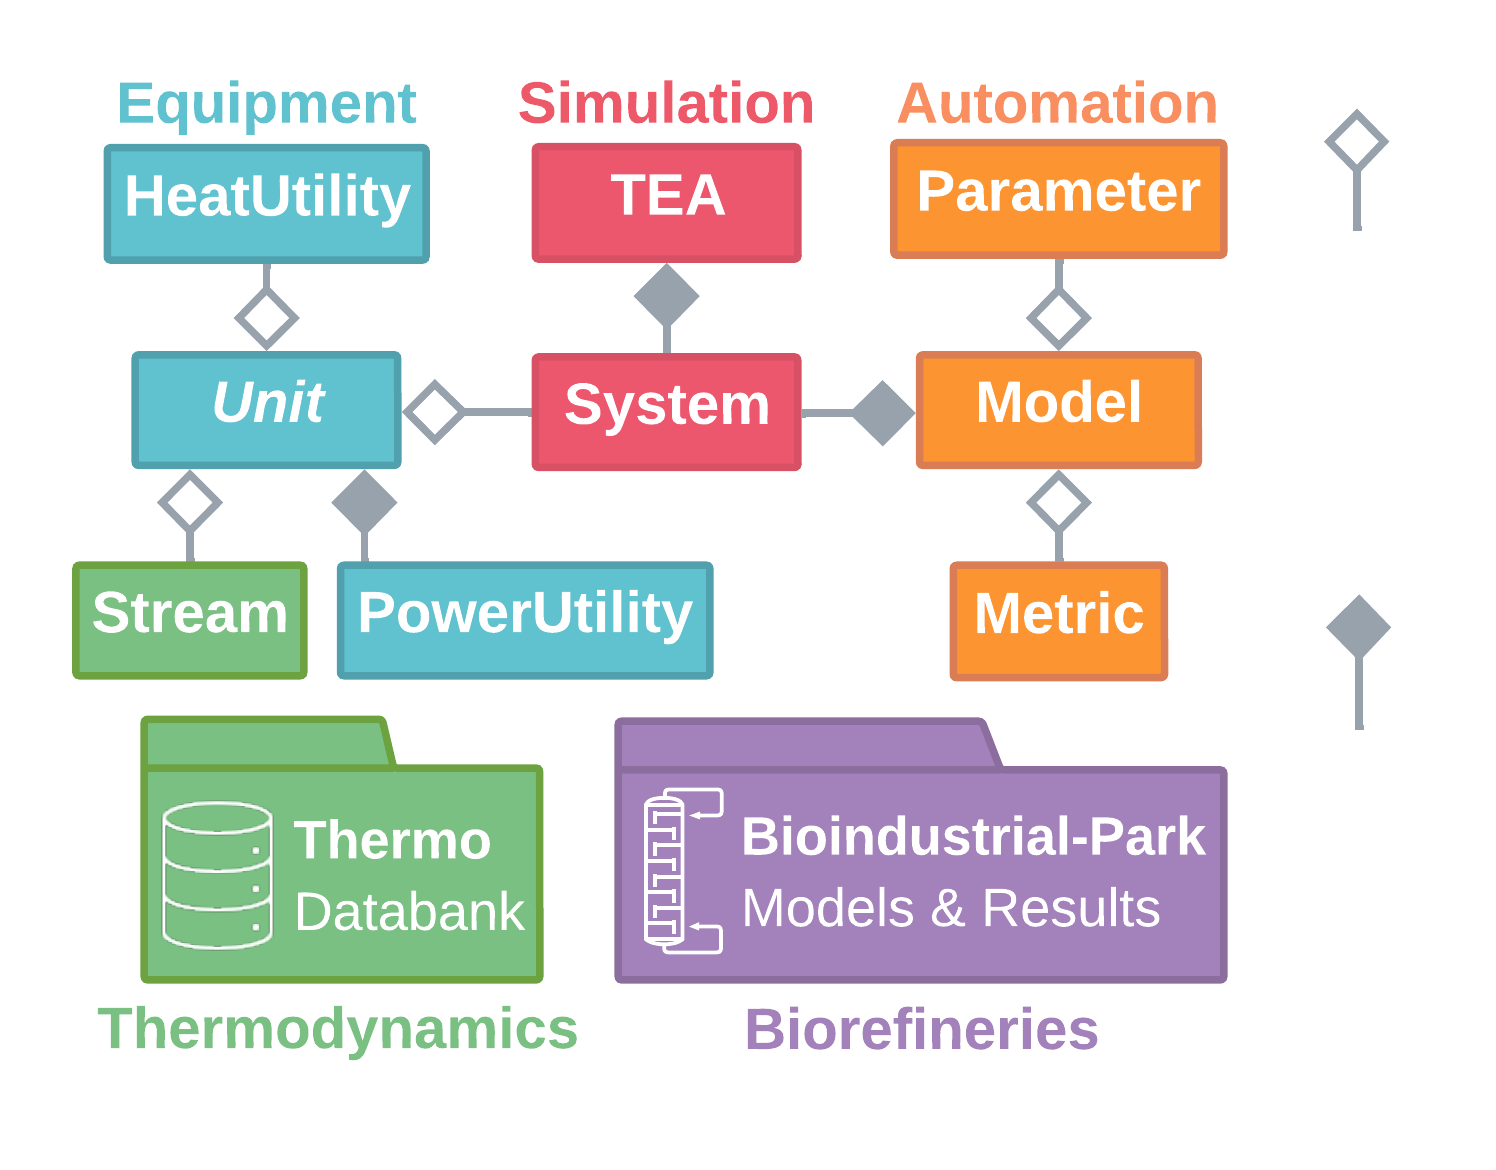 Equipment
Simulation
Automation
HeatUtility
TEA
Parameter
Unit
System
Model
Stream
PowerUtility
Metric
Thermo
Databank
Bioindustrial-Park
Models & Results
Thermodynamics
Biorefineries